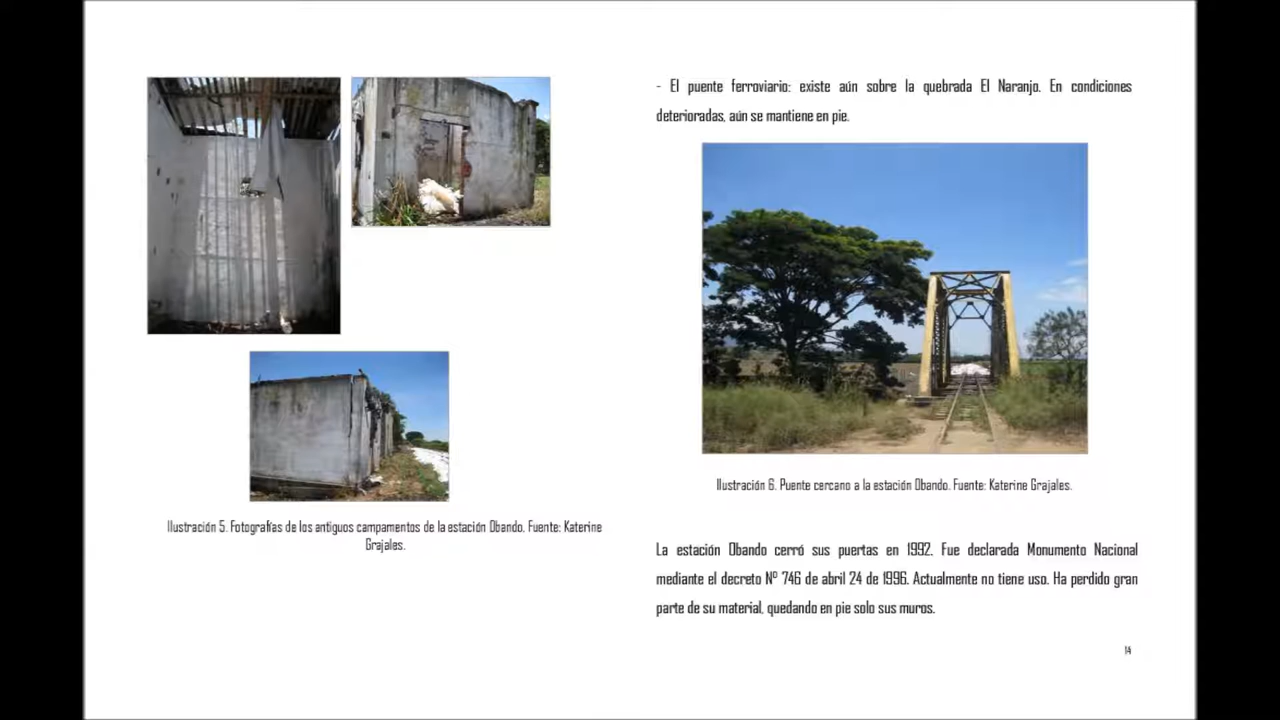 Ilustración 5. Fotografías de los antiguos campamentos de la estación Obando. Fuente: Katerine
Grajales.
- El puente ferroviario: existe aún sobre la quebrada El Naranjo. En condiciones
deterioradas, aún se mantiene en pie.
Ilustración 6. Puente cercano a la estación Obando. Fuente: Katerine Grajales.
La estación Obando cerró sus puertas en 1992. Fue declarada Monumento Nacional
mediante el decreto Nº 746 de abril 24 de 1996. Actualmente no tiene uso. Ha perdido gran
parte de su material, quedando en pie solo sus muros.
14